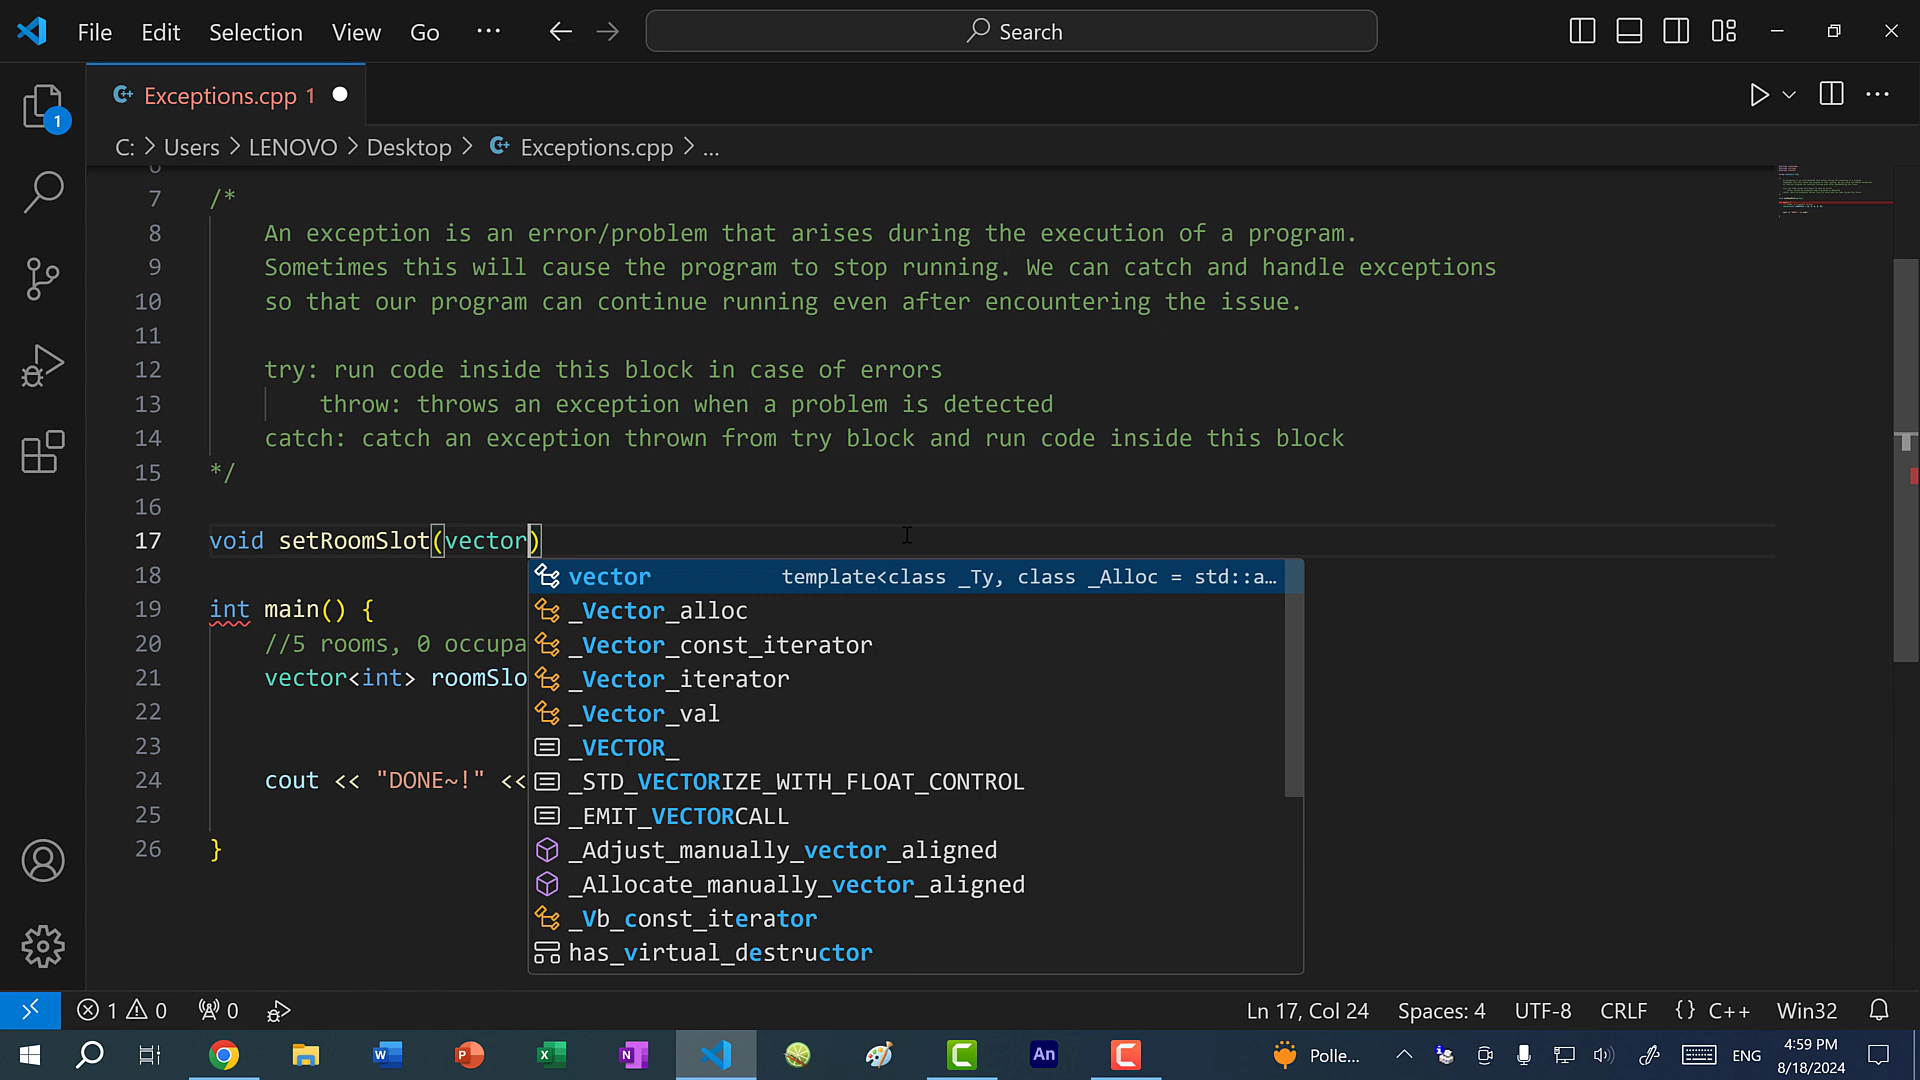 File Edit Selection View Go ··· Search
Exceptions.cpp 1
C: > Users > LENOVO > Desktop > Exceptions.cpp > ...
7 /*
8 An exception is an error/problem that arises during the execution of a program.
9 Sometimes this will cause the program to stop running. We can catch and handle exceptions
10 so that our program can continue running even after encountering the issue.
11
12 try: run code inside this block in case of errors
13 throw: throws an exception when a problem is detected
14 catch: catch an exception thrown from try block and run code inside this block
15 */
16
17 void setRoomSlot(vector)
18 vector template<class _Ty, class _Alloc = std::a…
19 int main() { _Vector_alloc
20 //5 rooms, 0 occupa _Vector_const_iterator
21 vector<int> roomSlo _Vector_iterator
22 _Vector_val
23 _VECTOR_
24 cout << "DONE~!" << _STD_VECTORIZE_WITH_FLOAT_CONTROL
25 _EMIT_VECTORCALL
26 } _Adjust_manually_vector_aligned
_Allocate_manually_vector_aligned
_Vb_const_iterator
has_virtual_destructor
1 0 0 Ln 17, Col 24 Spaces: 4 UTF-8 CRLF {} C++ Win32
An Polle... ENG 4:59 PM
8/18/2024